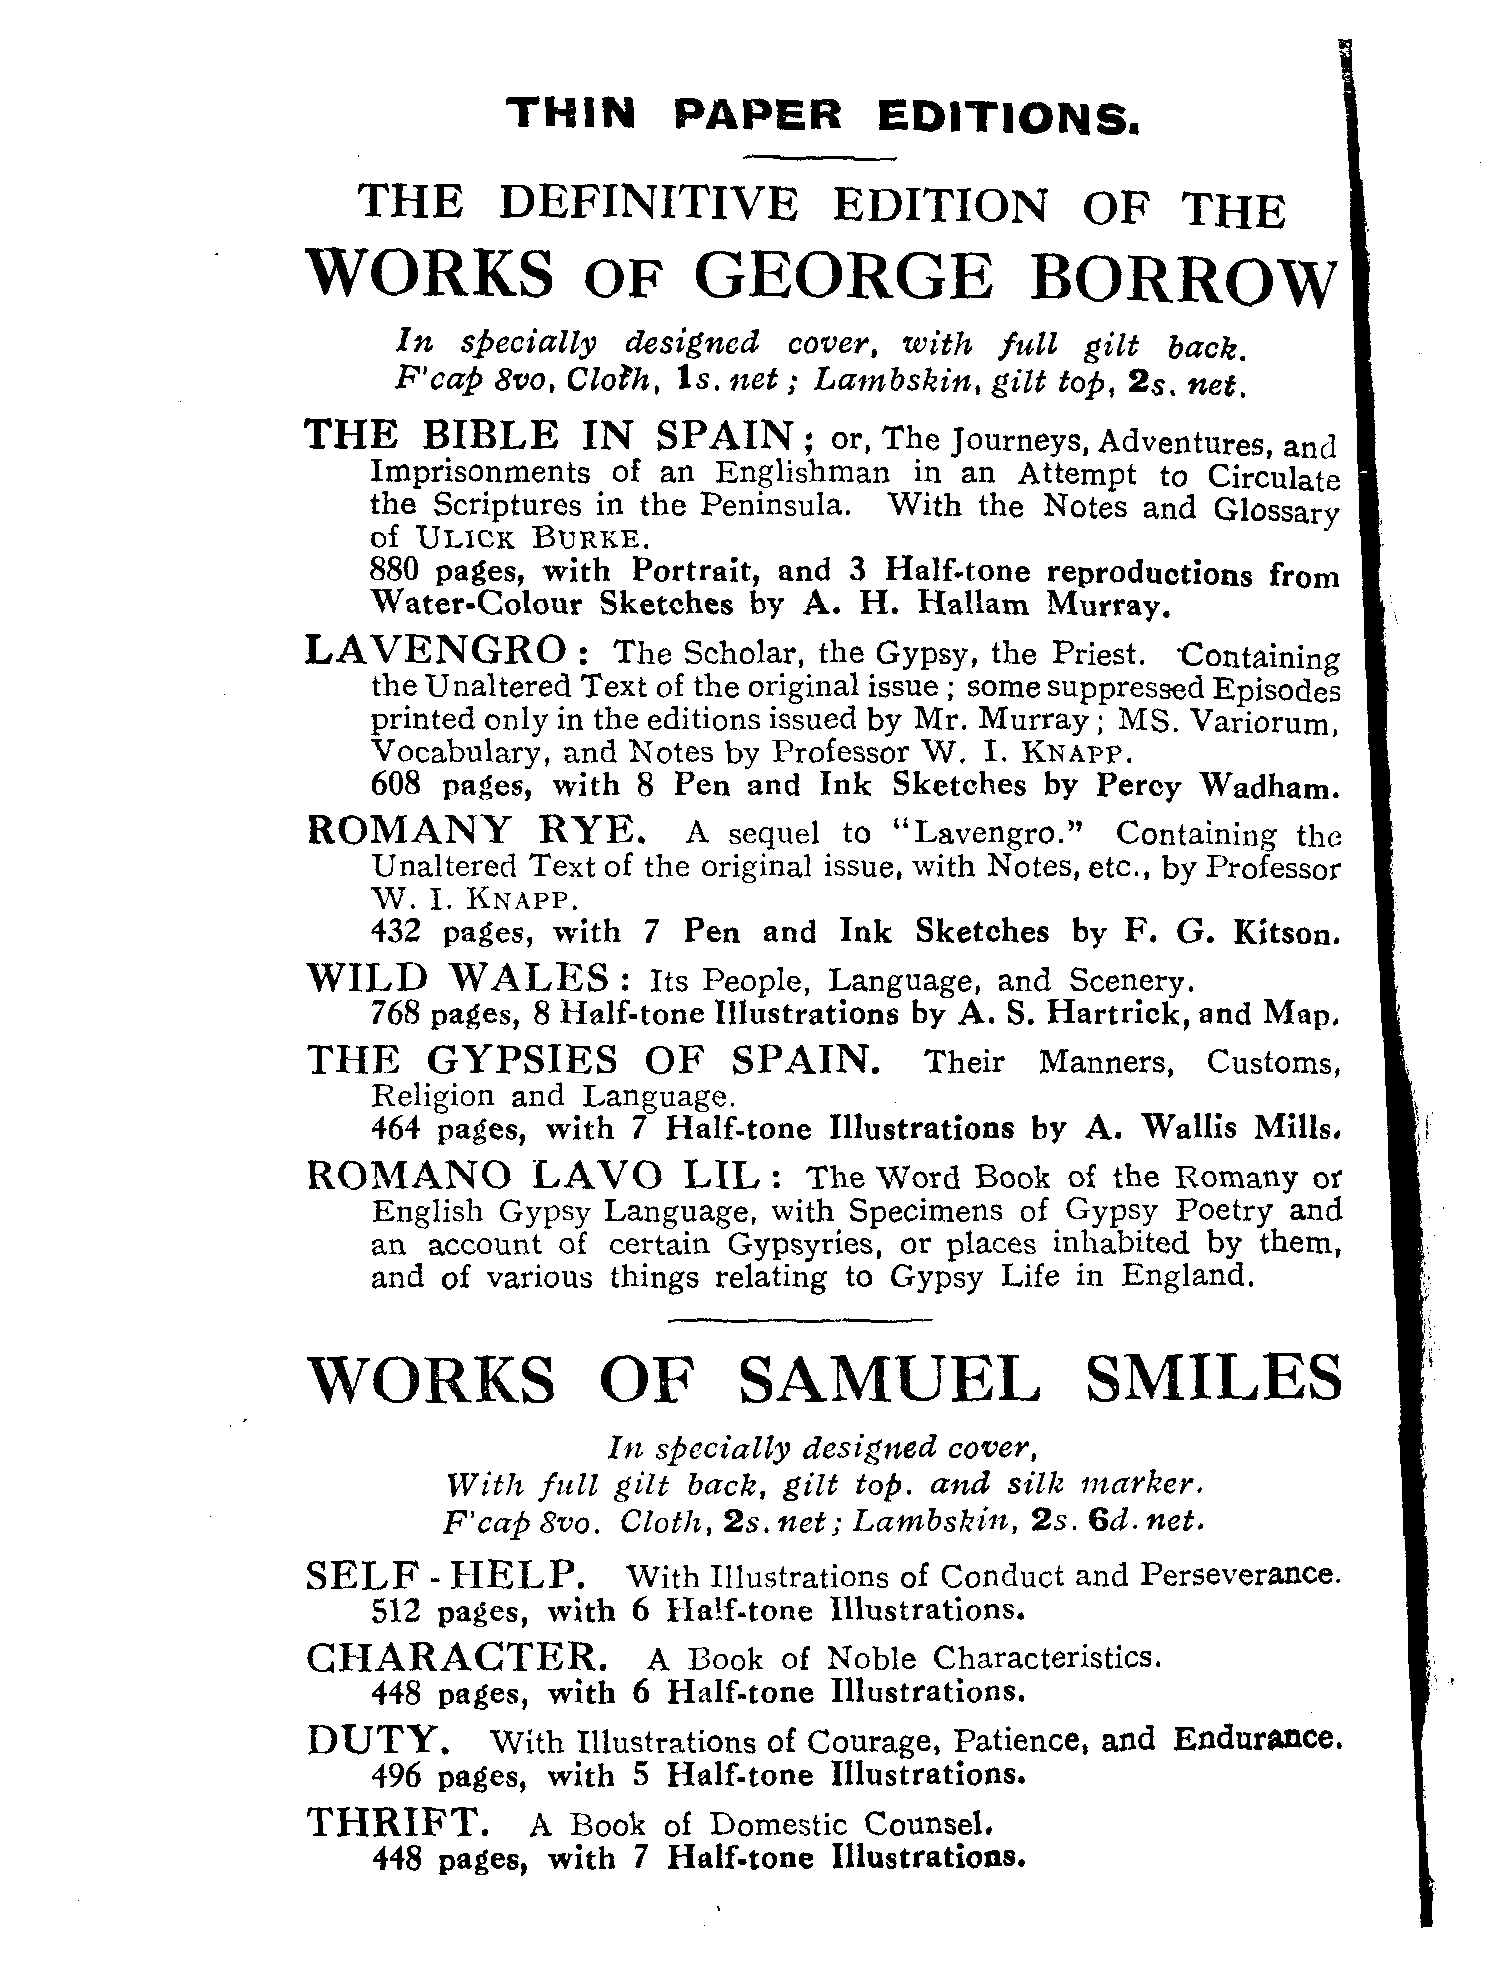 THIN PAPER EDITIONS.
THE DEFINITIVE EDITION OF THE
WORKS OF GEORGE BORROW
In specially designed cover, with full gilt back.
F'cap 8vo, Cloth, 1s. net; Lambskin, gilt top, 2s. net.
THE BIBLE IN SPAIN; or, The Journeys, Adventures, and
Imprisonments of an Englishman in an Attempt to Circulate
the Scriptures in the Peninsula. With the Notes and Glossary
of ULICK BURKE.
880 pages, with Portrait, and 3 Half-tone reproductions from
Water-Colour Sketches by A. H. Hallam Murray.
LAVENGRO: The Scholar, the Gypsy, the Priest. Containing
the Unaltered Text of the original issue; some suppressed Episodes
printed only in the editions issued by Mr. Murray; MS. Variorum,
Vocabulary, and Notes by Professor W. I. KNAPP.
608 pages, with 8 Pen and Ink Sketches by Percy Wadham.
ROMANY RYE. A sequel to "Lavengro." Containing the
Unaltered Text of the original issue, with Notes, etc., by Professor
W. I. KNAPP.
432 pages, with 7 Pen and Ink Sketches by F. G. Kitson.
WILD WALES: Its People, Language, and Scenery.
768 pages, 8 Half-tone Illustrations by A. S. Hartrick, and Map.
THE GYPSIES OF SPAIN. Their Manners, Customs,
Religion and Language.
464 pages, with 7 Half-tone Illustrations by A. Wallis Mills.
ROMANO LAVO LIL: The Word Book of the Romany or
English Gypsy Language, with Specimens of Gypsy Poetry and
an account of certain Gypsyries, or places inhabited by them,
and of various things relating to Gypsy Life in England.
WORKS OF SAMUEL SMILES
In specially designed cover,
With full gilt back, gilt top. and silk marker.
F'cap 8vo. Cloth, 2s. net; Lambskin, 2s. 6d. net.
SELF-HELP. With Illustrations of Conduct and Perseverance.
512 pages, with 6 Half-tone Illustrations.
CHARACTER. A Book of Noble Characteristics.
448 pages, with 6 Half-tone Illustrations.
DUTY. With Illustrations of Courage, Patience, and Endurance.
496 pages, with 5 Half-tone Illustrations.
THRIFT. A Book of Domestic Counsel.
448 pages, with 7 Half-tone Illustrations.